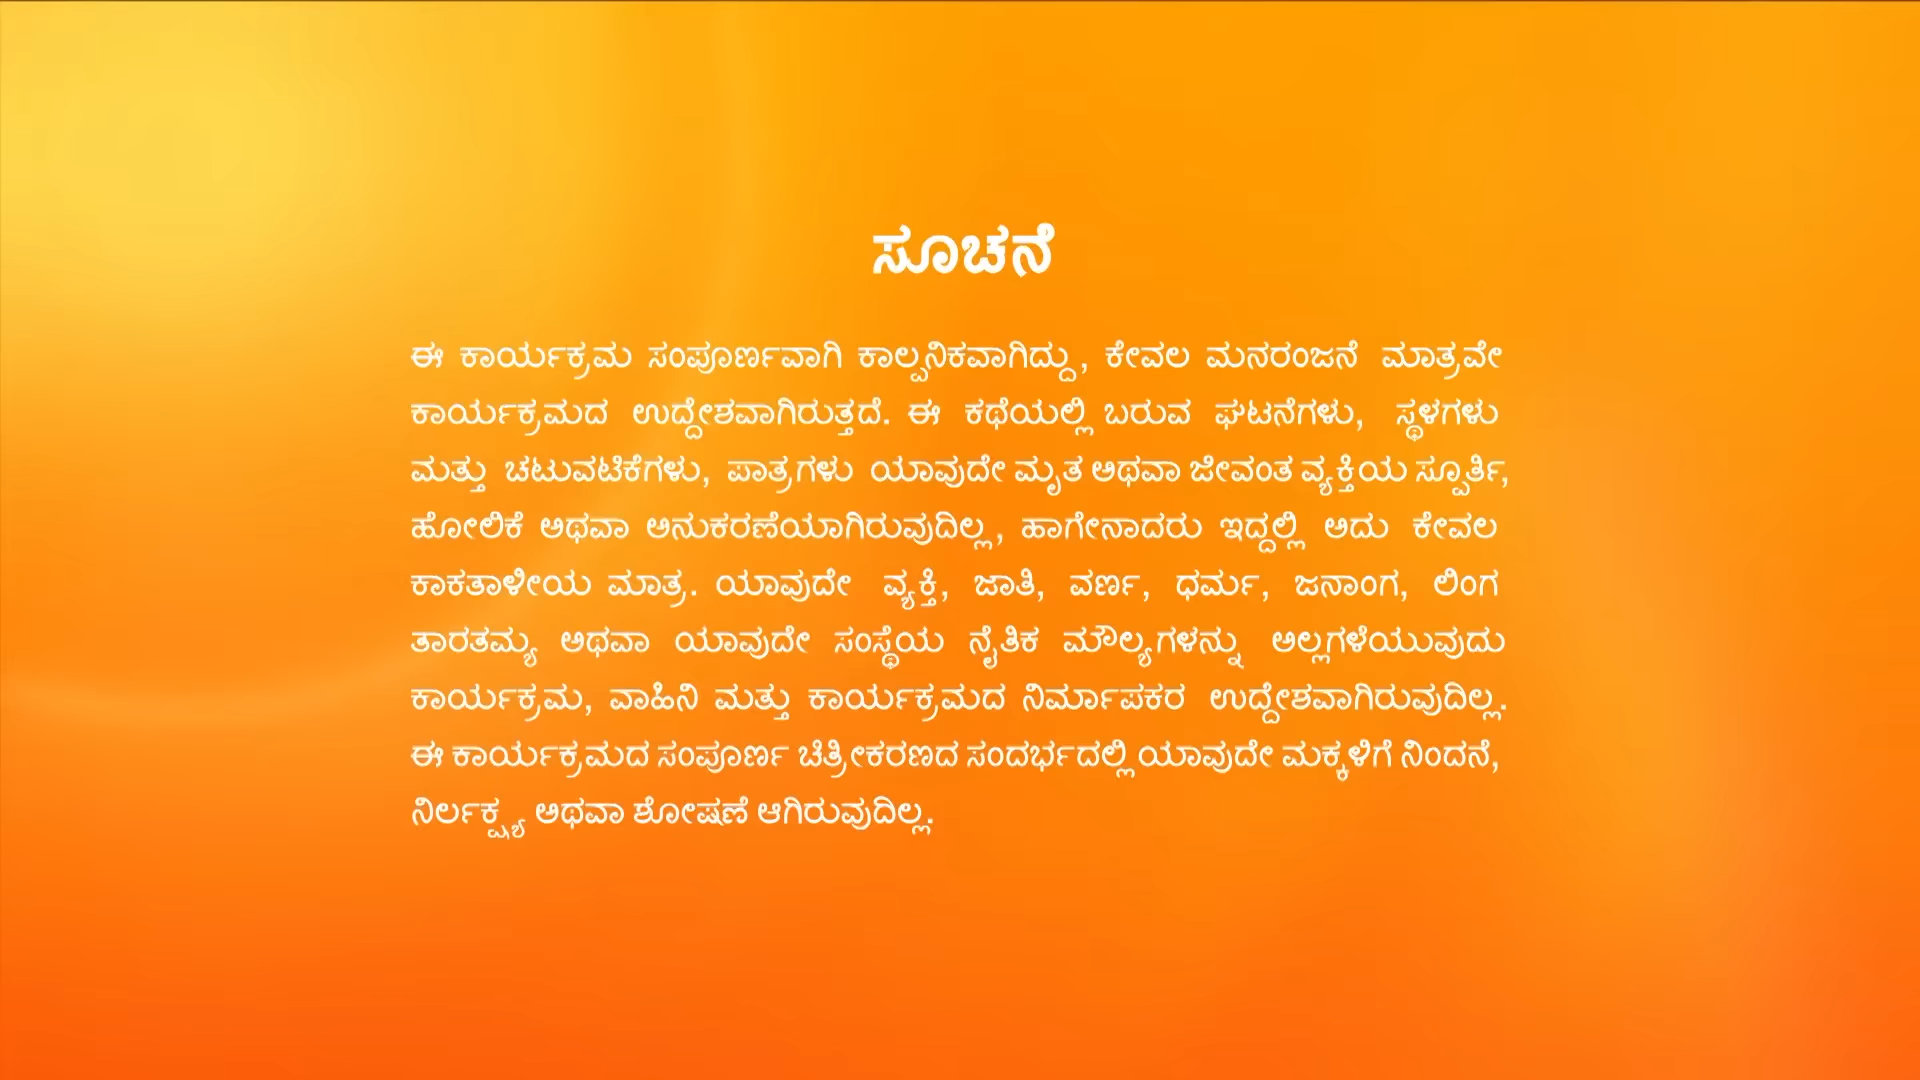 ಸೂಚನೆ
ಈ ಕಾರ್ಯಕ್ರಮ ಸಂಪೂರ್ಣವಾಗಿ ಕಾಲ್ಪನಿಕವಾಗಿದ್ದು, ಕೇವಲ ಮನರಂಜನೆ ಮಾತ್ರವೇ
ಕಾರ್ಯಕ್ರಮದ ಉದ್ದೇಶವಾಗಿರುತ್ತದೆ. ಈ ಕಥೆಯಲ್ಲಿ ಬರುವ ಘಟನೆಗಳು, ಸ್ಥಳಗಳು
ಮತ್ತು ಚಟುವಟಿಕೆಗಳು, ಪಾತ್ರಗಳು ಯಾವುದೇ ಮೃತ ಅಥವಾ ಜೀವಂತ ವ್ಯಕ್ತಿಯ ಸ್ಪೂರ್ತಿ,
ಹೋಲಿಕೆ ಅಥವಾ ಅನುಕರಣೆಯಾಗಿರುವುದಿಲ್ಲ, ಹಾಗೇನಾದರು ಇದ್ದಲ್ಲಿ ಅದು ಕೇವಲ
ಕಾಕತಾಳೀಯ ಮಾತ್ರ. ಯಾವುದೇ ವ್ಯಕ್ತಿ, ಜಾತಿ, ವರ್ಣ, ಧರ್ಮ, ಜನಾಂಗ, ಲಿಂಗ
ತಾರತಮ್ಯ ಅಥವಾ ಯಾವುದೇ ಸಂಸ್ಥೆಯ ನೈತಿಕ ಮೌಲ್ಯಗಳನ್ನು ಅಲ್ಲಗಳೆಯುವುದು
ಕಾರ್ಯಕ್ರಮ, ವಾಹಿನಿ ಮತ್ತು ಕಾರ್ಯಕ್ರಮದ ನಿರ್ಮಾಪಕರ ಉದ್ದೇಶವಾಗಿರುವುದಿಲ್ಲ.
ಈ ಕಾರ್ಯಕ್ರಮದ ಸಂಪೂರ್ಣ ಚಿತ್ರೀಕರಣದ ಸಂದರ್ಭದಲ್ಲಿ ಯಾವುದೇ ಮಕ್ಕಳಿಗೆ ನಿಂದನೆ,
ನಿರ್ಲಕ್ಷ್ಯ ಅಥವಾ ಶೋಷಣೆ ಆಗಿರುವುದಿಲ್ಲ.